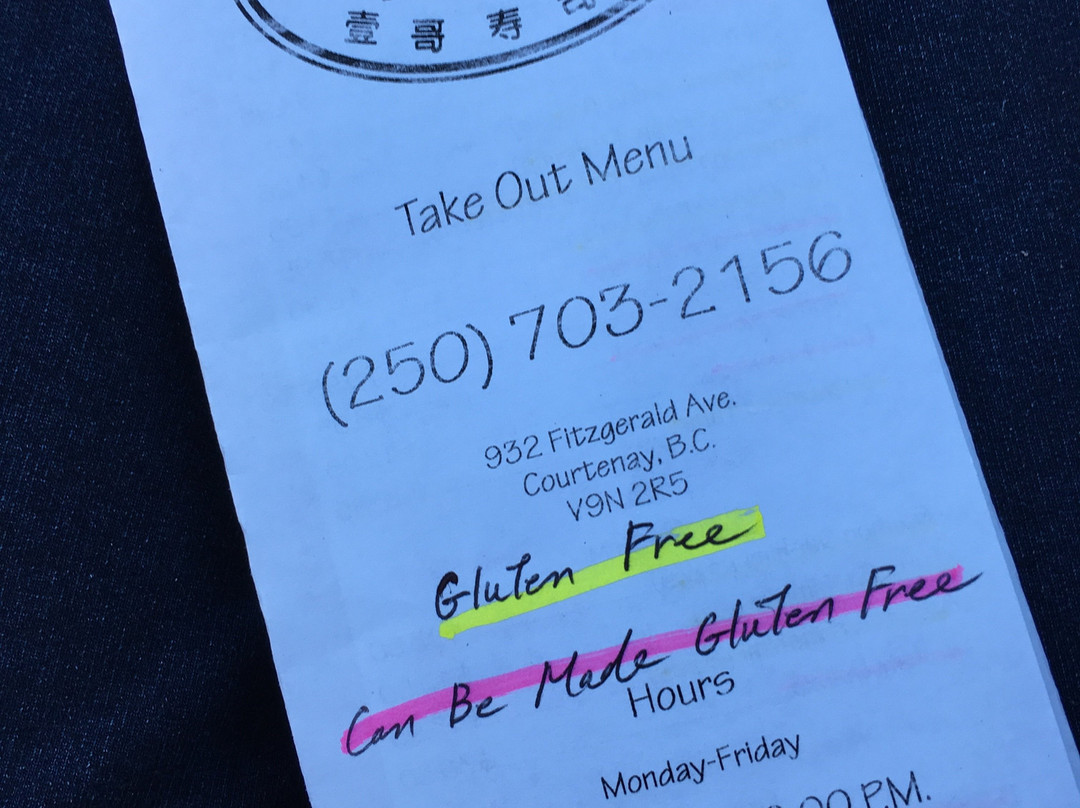 壹哥寿司
Take Out Menu
(250) 703-2156
932 Fitzgerald Ave.
Courtenay, B.C.
V9N 2R5
Gluten Free
Can Be Made Gluten Free
Hours
Monday-Friday
P.M.